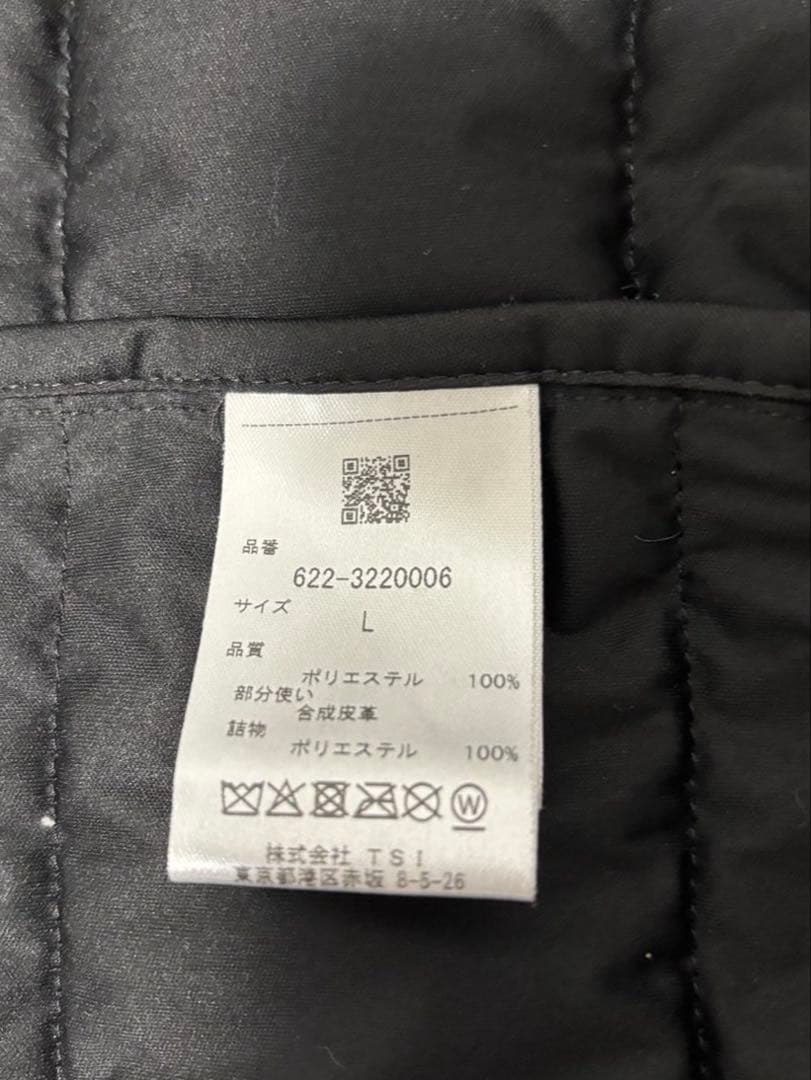 品番
622-3220006
サイズ
L
品質
ポリエステル 100%
部分使い
合成皮革
詰物
ポリエステル 100%
W
株式会社 TSI
東京都港区赤坂 8-5-26